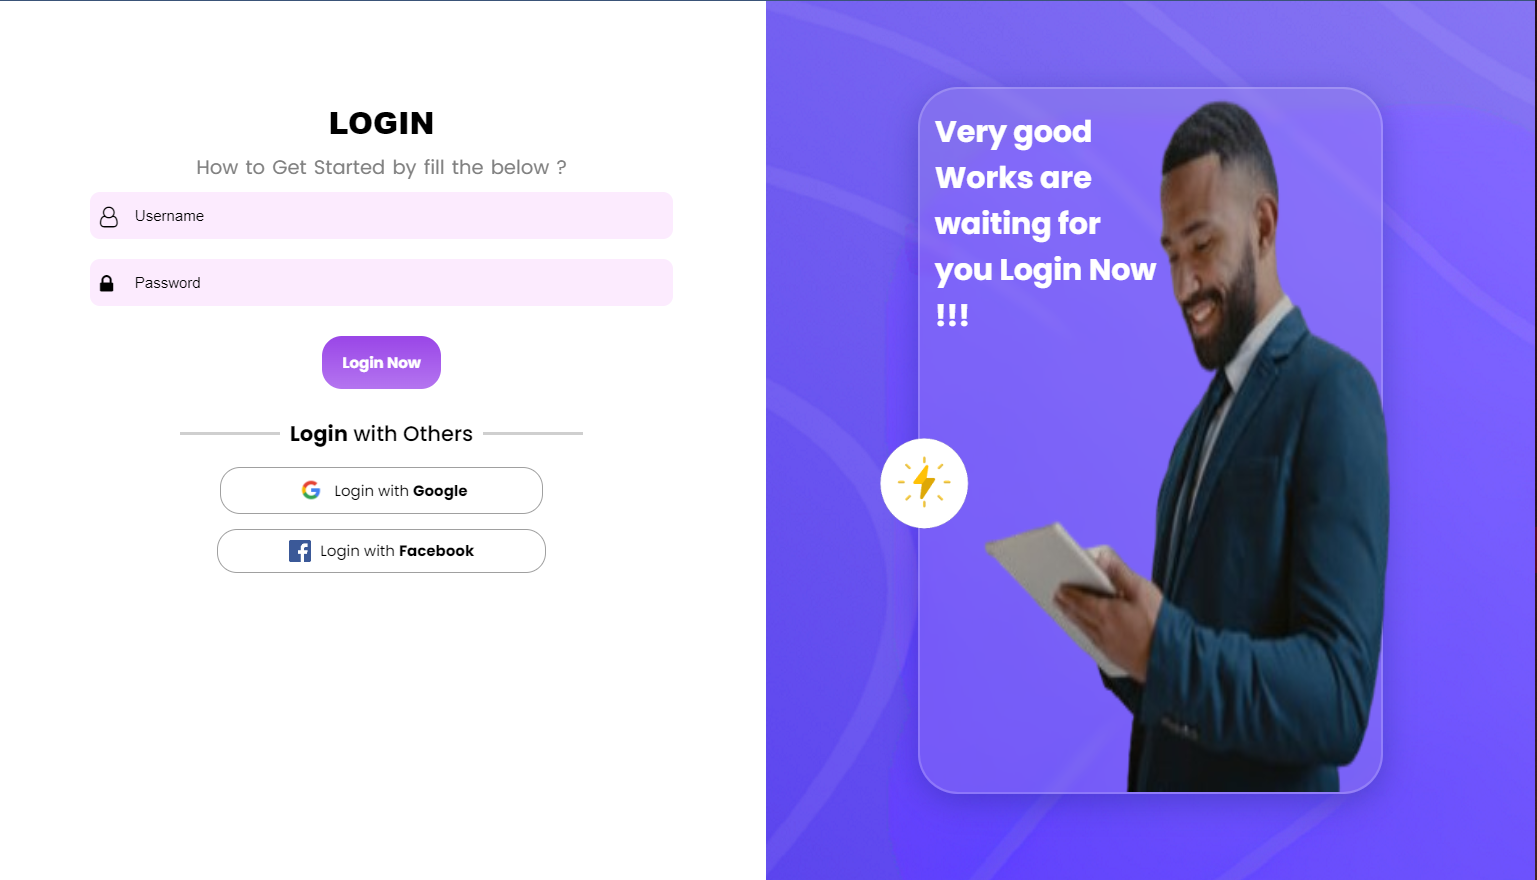 LOGIN
How to Get Started by fill the below ?
Username
Password
Login Now
Login with Others
Login with Google
Login with Facebook
Very good
Works are
waiting for
you Login Now
!!!